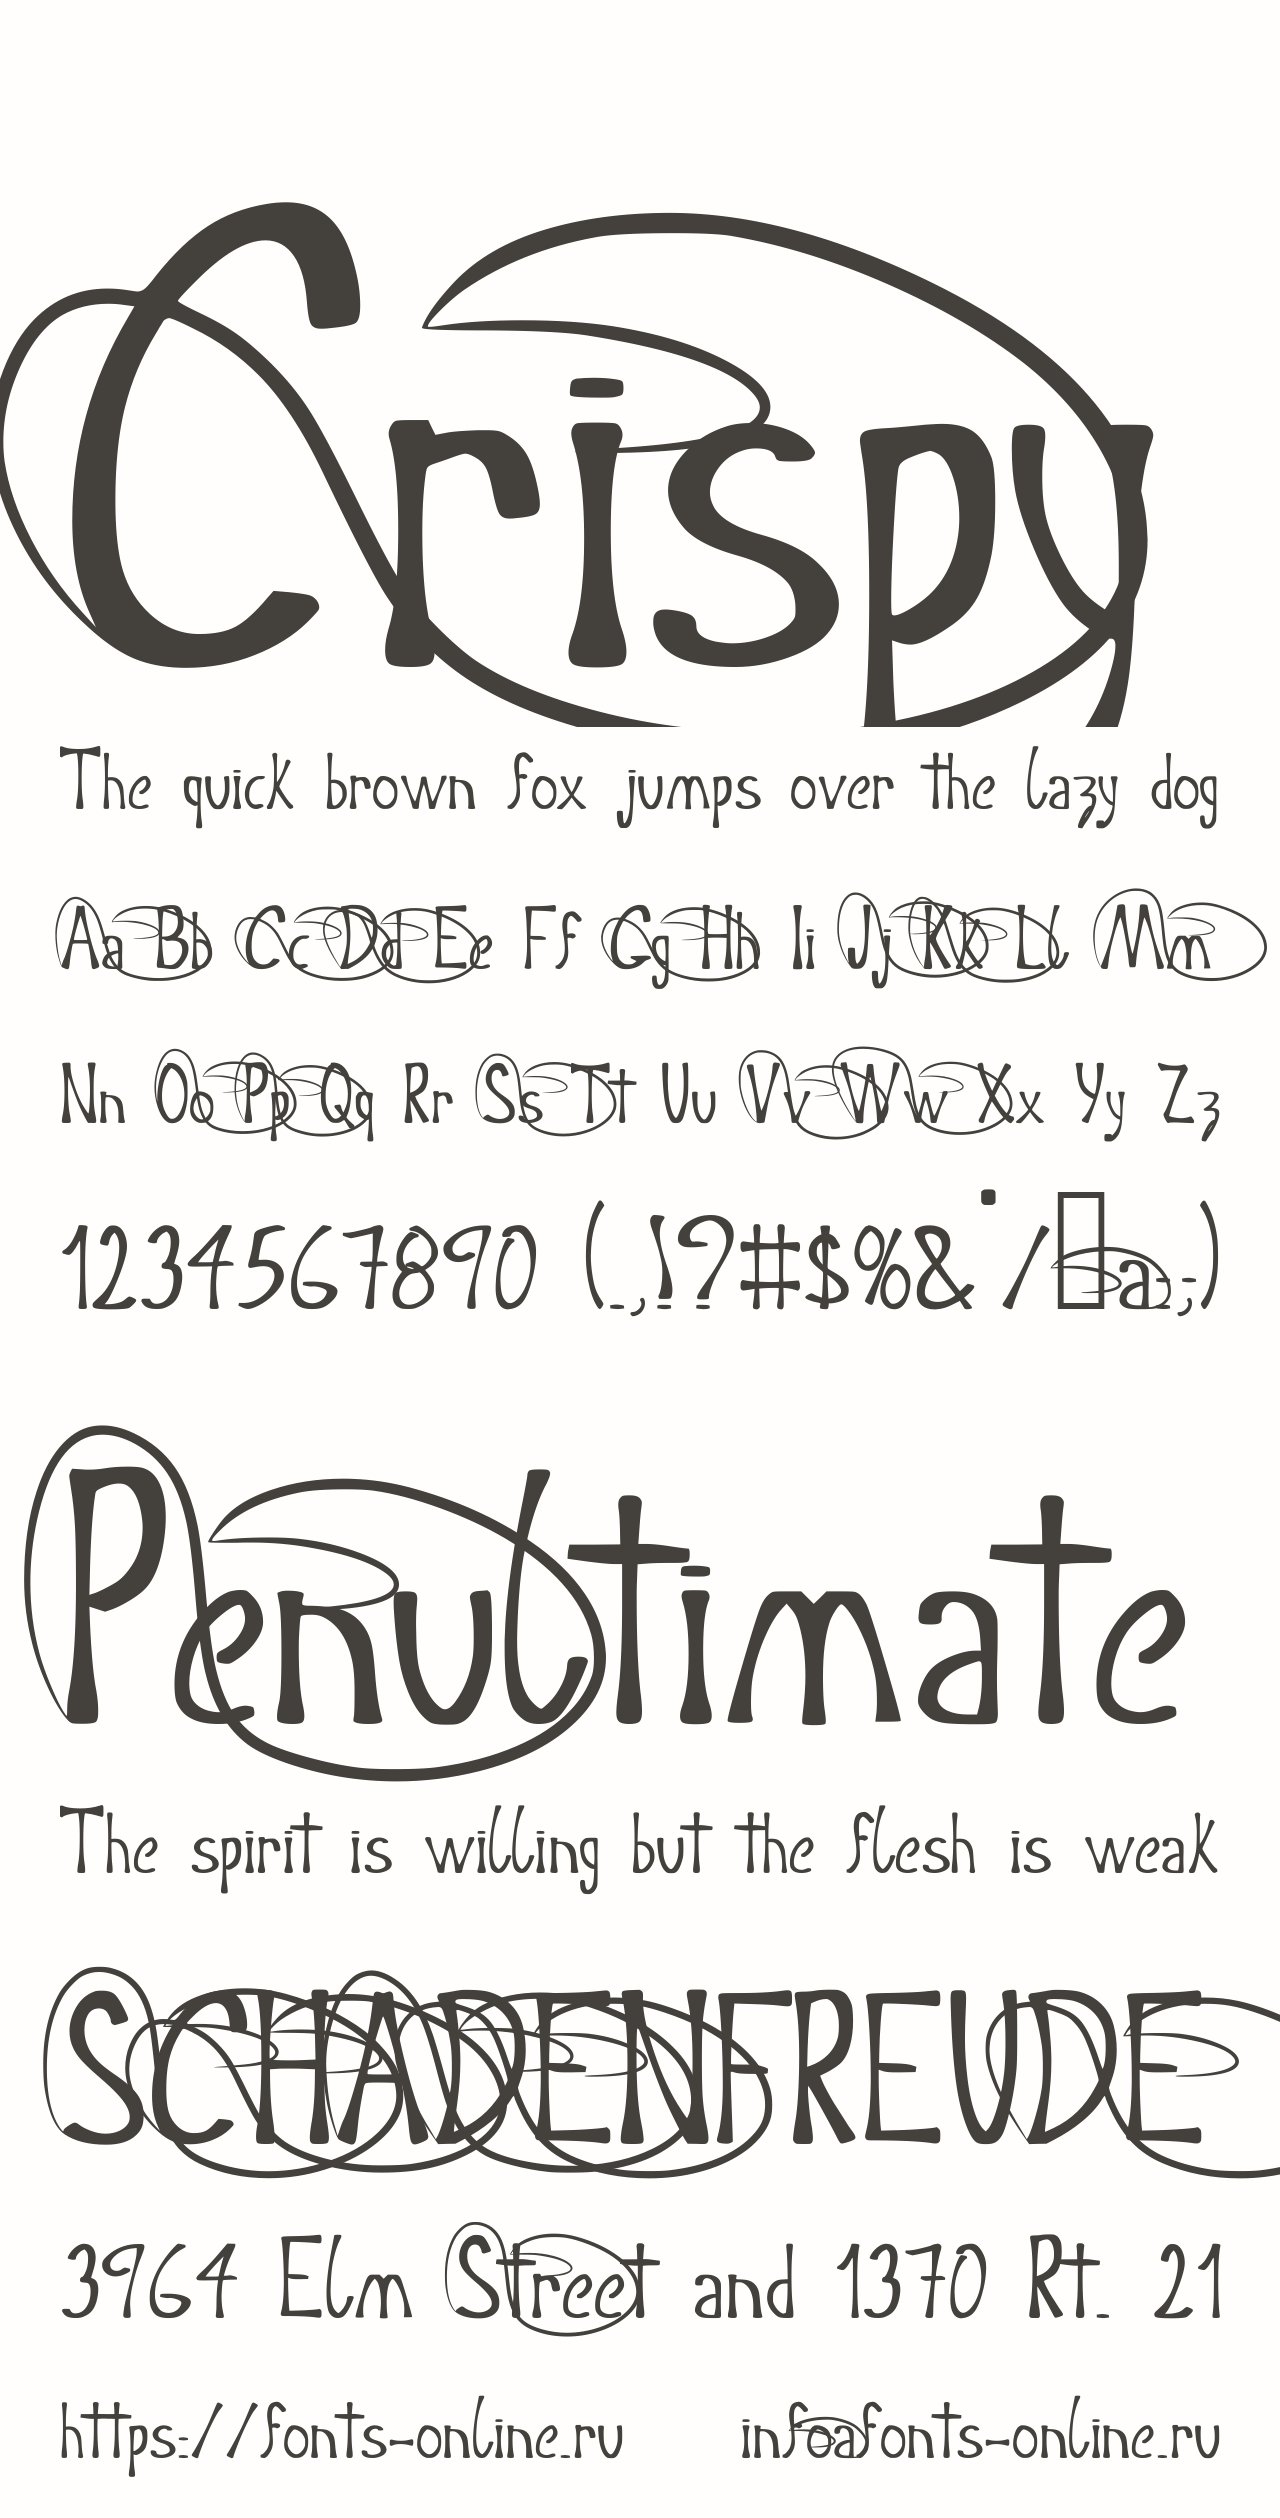 Crispy
The quick brown fox jumps over the lazy dog
Aa Bb Cc Dd Ee Ff Gg Hh Ii Jj Kk Ll Mm
Nn Oo Pp Qq Rr Ss Tt Uu Vv Ww Xx Yy Zz
1234567890 (.,!?#$%&'/@:;)
Penultimate
The spirit is willing but the flesh is weak
SCHADENFREUDE
3964 Elm Street and 1370 Rt. 21
https://fonts-online.ru info@fonts-online.ru